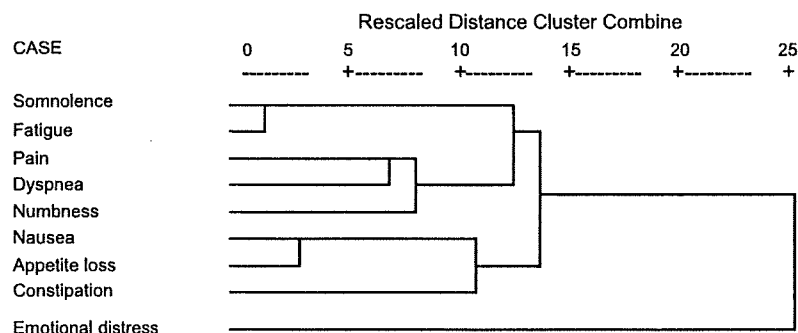 Rescaled Distance Cluster Combine
CASE 0 5 10 15 20 25
Somnolence
Fatigue
Pain
Dyspnea
Numbness
Nausea
Appetite loss
Constipation
Emotional distress